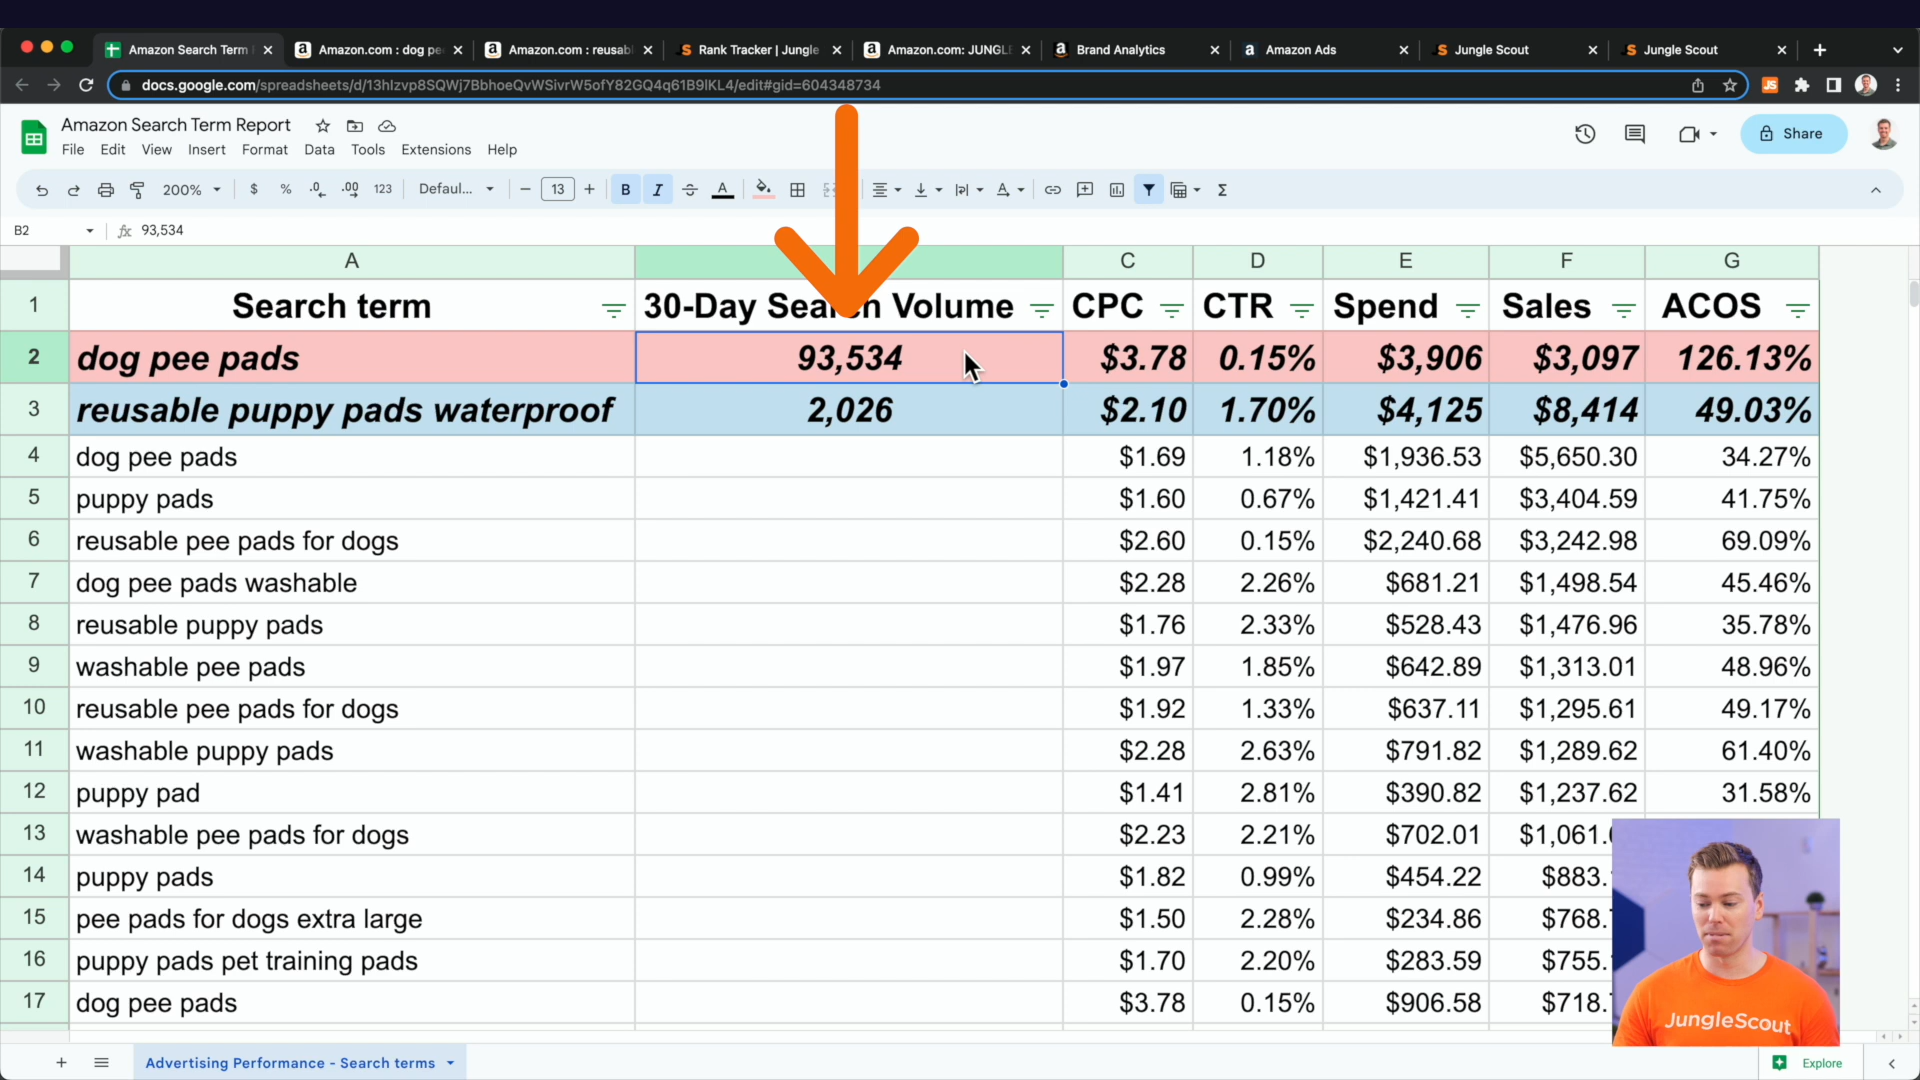 Amazon Search Term
Amazon.com : dog pe
Amazon.com : reusab
Rank Tracker | Jungle
Amazon.com: JUNGLE
Brand Analytics
Amazon Ads
Jungle Scout
Jungle Scout
docs.google.com/spreadsheets/d/13hIzvp8SQWj7BbhoeQvWSivrW5ofY82GQ4q61B9lKL4/edit#gid=604348734
Amazon Search Term Report
File Edit View Insert Format Data Tools Extensions Help
Share
200% $ % .0 .00 123 Defaul... 13 B I A Σ
B2 fx 93,534
A C D E F G
1 Search term 30-Day Search Volume CPC CTR Spend Sales ACOS
2 dog pee pads 93,534 $3.78 0.15% $3,906 $3,097 126.13%
3 reusable puppy pads waterproof 2,026 $2.10 1.70% $4,125 $8,414 49.03%
4 dog pee pads $1.69 1.18% $1,936.53 $5,650.30 34.27%
5 puppy pads $1.60 0.67% $1,421.41 $3,404.59 41.75%
6 reusable pee pads for dogs $2.60 0.15% $2,240.68 $3,242.98 69.09%
7 dog pee pads washable $2.28 2.26% $681.21 $1,498.54 45.46%
8 reusable puppy pads $1.76 2.33% $528.43 $1,476.96 35.78%
9 washable pee pads $1.97 1.85% $642.89 $1,313.01 48.96%
10 reusable pee pads for dogs $1.92 1.33% $637.11 $1,295.61 49.17%
11 washable puppy pads $2.28 2.63% $791.82 $1,289.62 61.40%
12 puppy pad $1.41 2.81% $390.82 $1,237.62 31.58%
13 washable pee pads for dogs $2.23 2.21% $702.01 $1,061.
14 puppy pads $1.82 0.99% $454.22 $883.
15 pee pads for dogs extra large $1.50 2.28% $234.86 $768.
16 puppy pads pet training pads $1.70 2.20% $283.59 $755.
17 dog pee pads $3.78 0.15% $906.58 $718.
JungleScout
Advertising Performance - Search terms
Explore